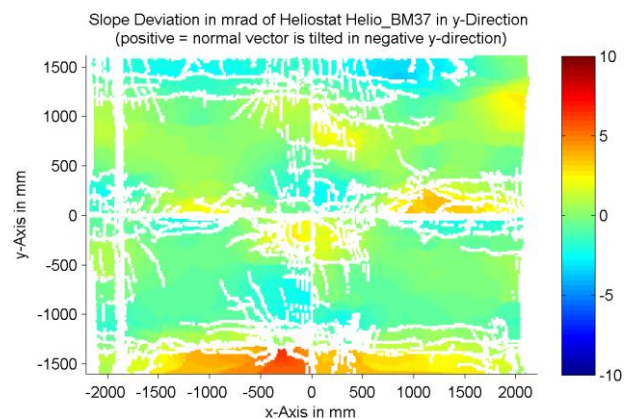 Slope Deviation in mrad of Heliostat Helio_BM37 in y-Direction
(positive = normal vector is tilted in negative y-direction)
1500
1000
500
0
-500
-1000
-1500
y-Axis in mm
-2000 -1500 -1000 -500 0 500 1000 1500 2000
x-Axis in mm
10
5
0
-5
-10